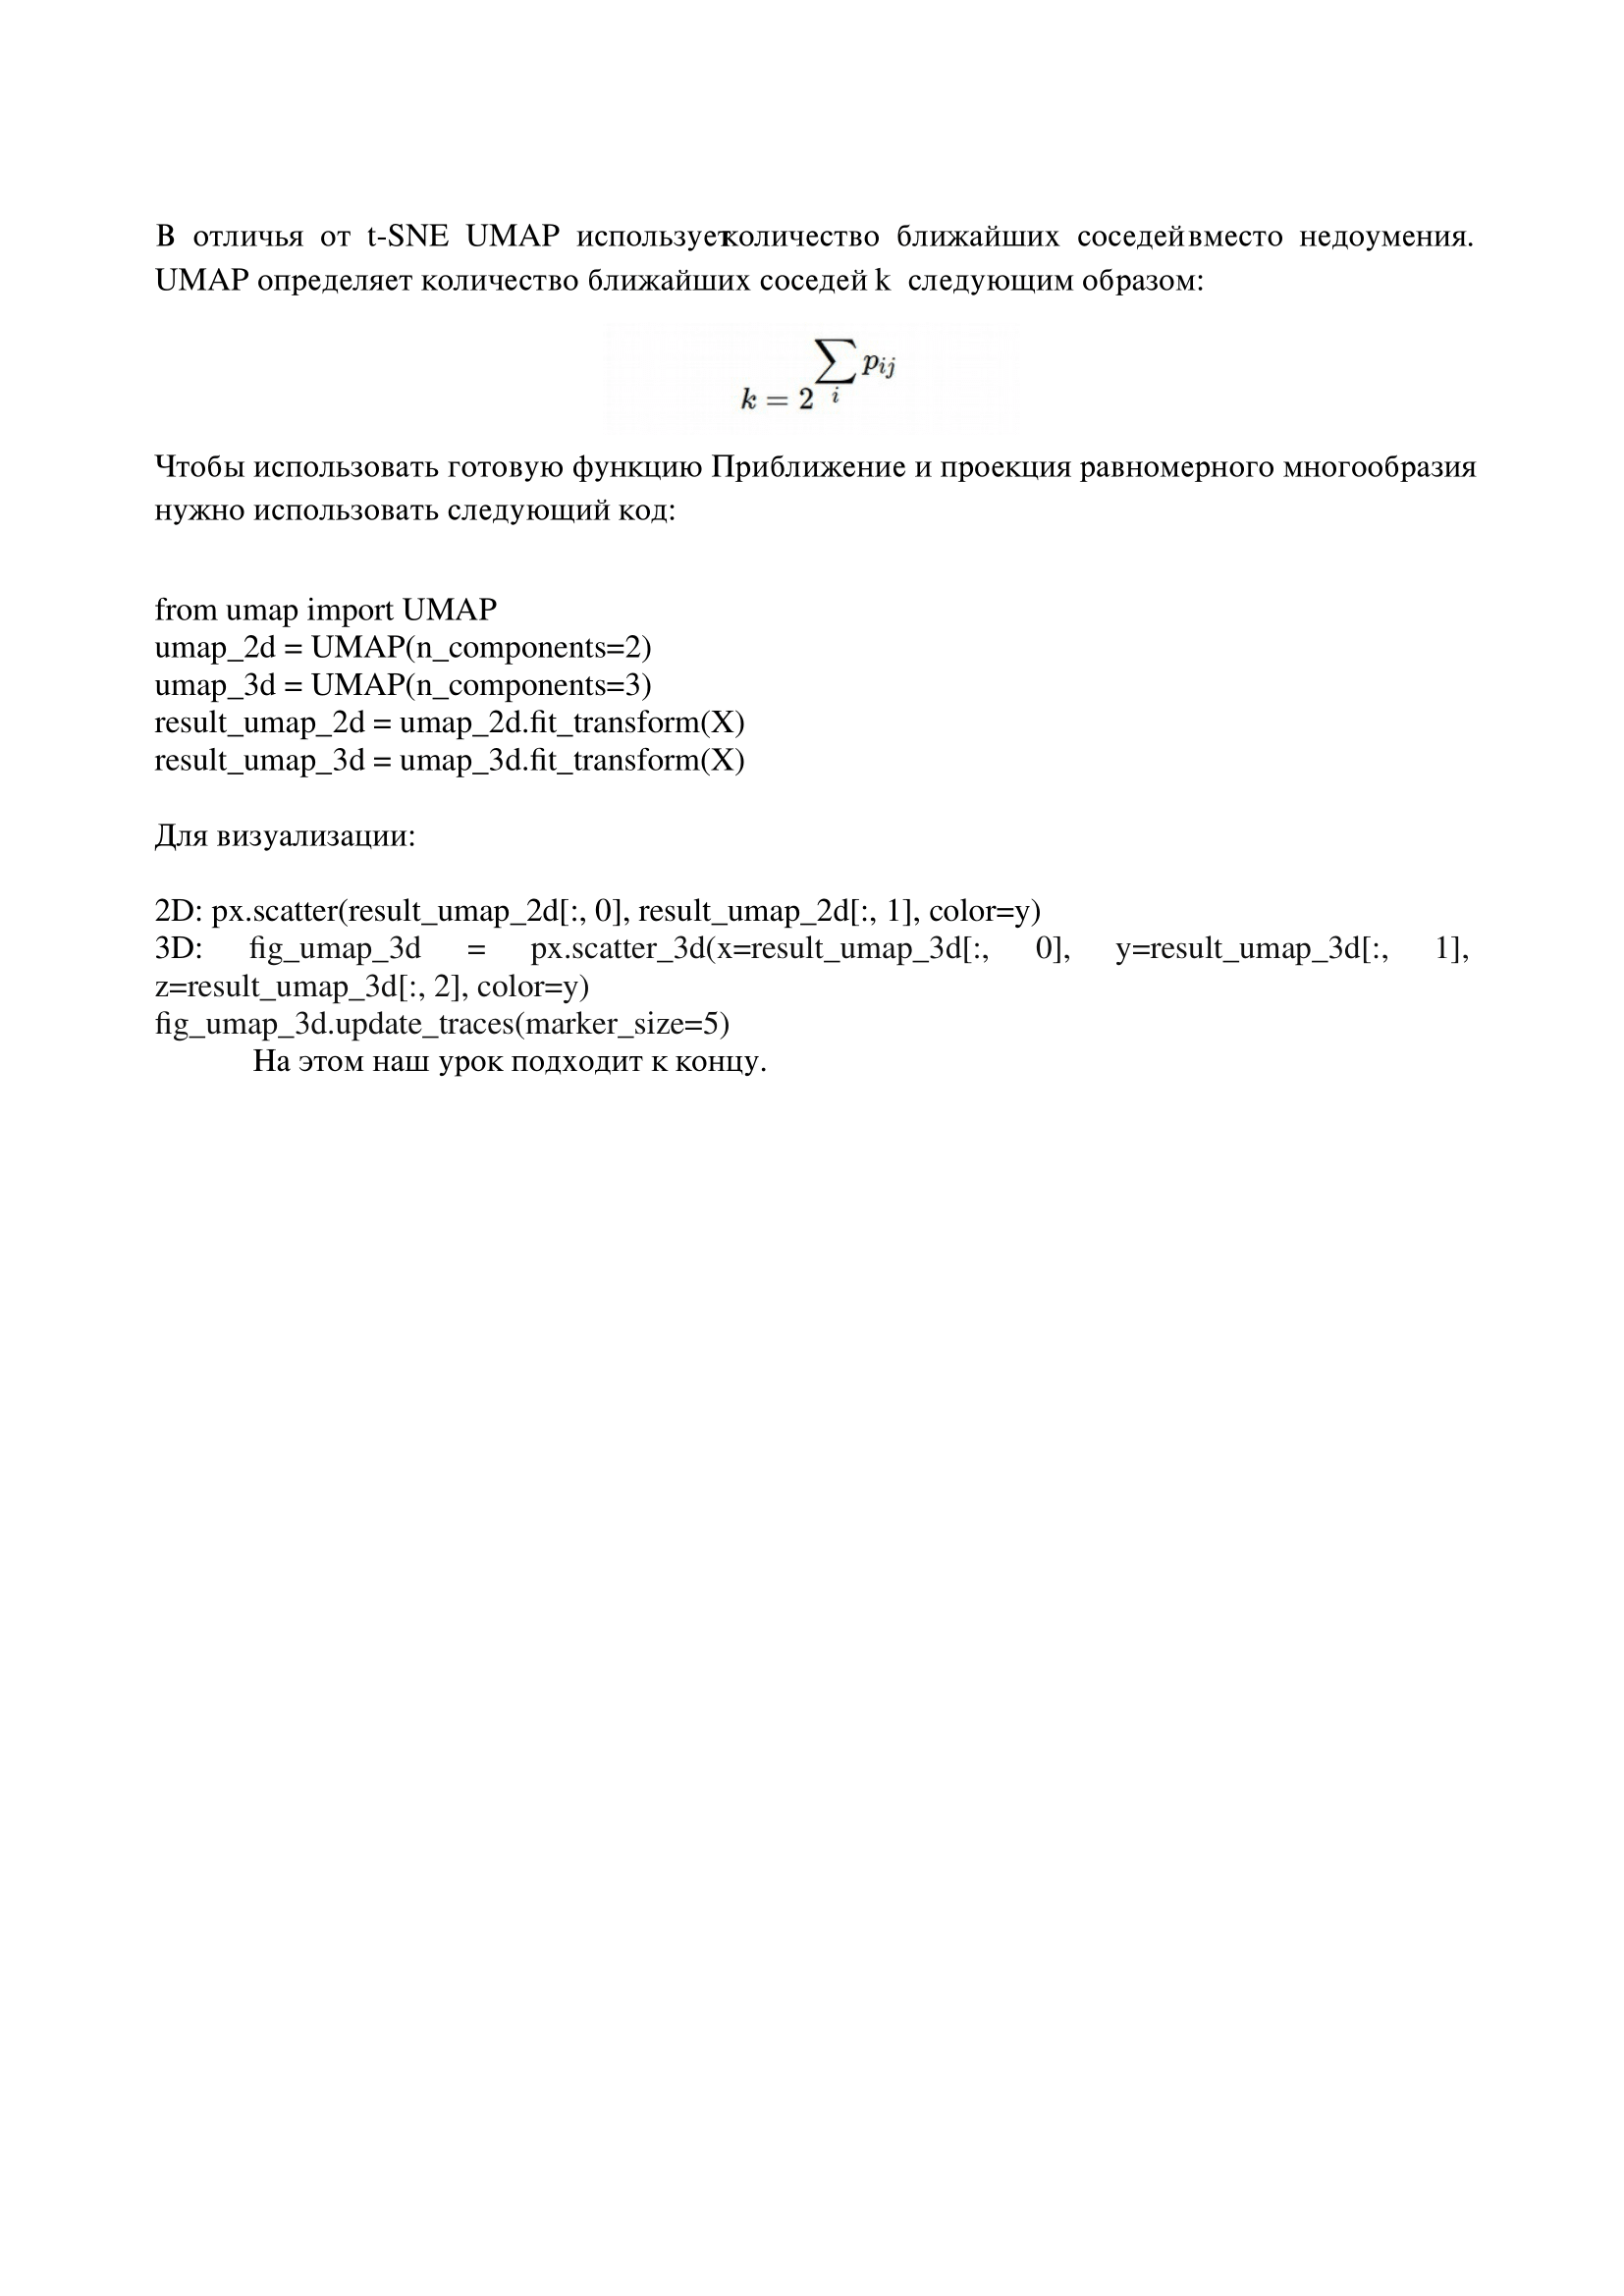 В отличья от t-SNE UMAP использует количество ближайших соседей вместо недоумения.
UMAP определяет количество ближайших соседей k следующим образом:
k = 2^{\sum_i p_{ij}}
Чтобы использовать готовую функцию Приближение и проекция равномерного многообразия
нужно использовать следующий код:
from umap import UMAP
umap_2d = UMAP(n_components=2)
umap_3d = UMAP(n_components=3)
result_umap_2d = umap_2d.fit_transform(X)
result_umap_3d = umap_3d.fit_transform(X)
Для визуализации:
2D: px.scatter(result_umap_2d[:, 0], result_umap_2d[:, 1], color=y)
3D: fig_umap_3d = px.scatter_3d(x=result_umap_3d[:, 0], y=result_umap_3d[:, 1],
z=result_umap_3d[:, 2], color=y)
fig_umap_3d.update_traces(marker_size=5)
На этом наш урок подходит к концу.